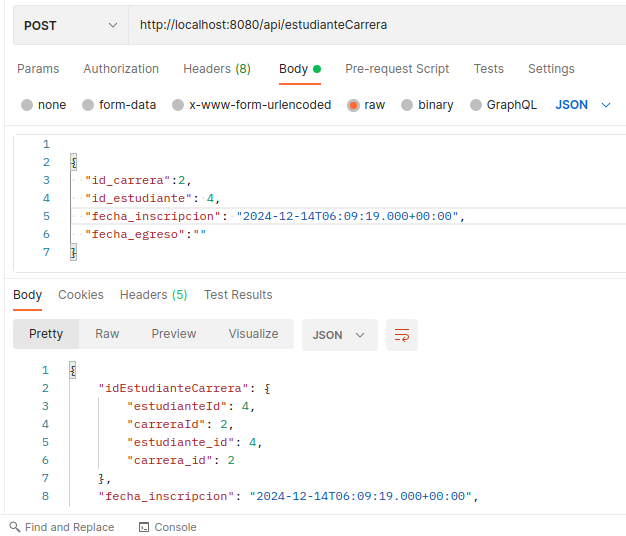 POST http://localhost:8080/api/estudianteCarrera
Params Authorization Headers (8) Body Pre-request Script Tests Settings
none form-data x-www-form-urlencoded raw binary GraphQL JSON
1
2 {
3 "id_carrera":2,
4 "id_estudiante": 4,
5 "fecha_inscripcion": "2024-12-14T06:09:19.000+00:00",
6 "fecha_egreso":""
7 }
Body Cookies Headers (5) Test Results
Pretty Raw Preview Visualize JSON
1 {
2 "idEstudianteCarrera": {
3 "estudianteId": 4,
4 "carreraId": 2,
5 "estudiante_id": 4,
6 "carrera_id": 2
7 },
8 "fecha_inscripcion": "2024-12-14T06:09:19.000+00:00",
Find and Replace Console